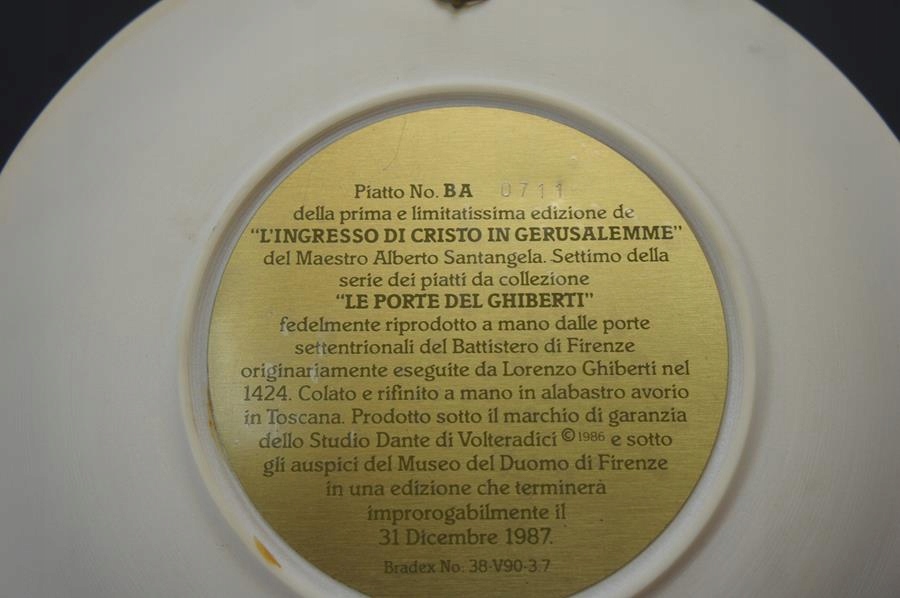 Piatto No. BA 0711
della prima e limitatissima edizione de
"L'INGRESSO DI CRISTO IN GERUSALEMME"
del Maestro Alberto Santangela. Settimo della
serie dei piatti da collezione
"LE PORTE DEL GHIBERTI"
fedelmente riprodotto a mano dalle porte
settentrionali del Battistero di Firenze
originariamente eseguite da Lorenzo Ghiberti nel
1424. Colato e rifinito a mano in alabastro avorio
in Toscana. Prodotto sotto il marchio di garanzia
dello Studio Dante di Volteradici © 1986 e sotto
gli auspici del Museo del Duomo di Firenze
in una edizione che terminerà
improrogabilmente il
31 Dicembre 1987.
Bradex No. 38-V90-3.7